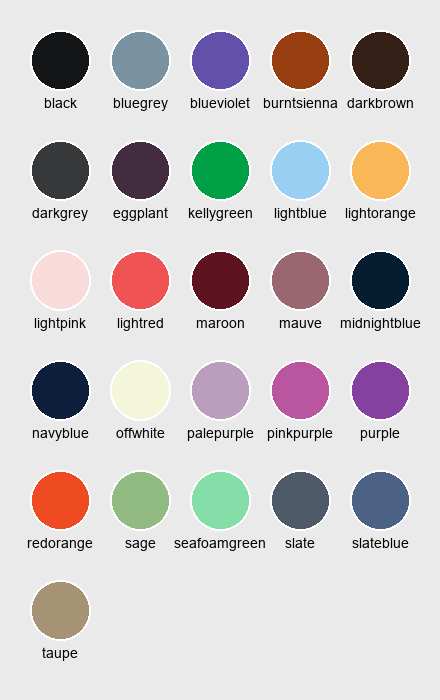 black bluegrey blueviolet burntsienna darkbrown
darkgrey eggplant kellygreen lightblue lightorange
lightpink lightred maroon mauve midnightblue
navyblue offwhite palepurple pinkpurple purple
redorange sage seafoamgreen slate slateblue
taupe